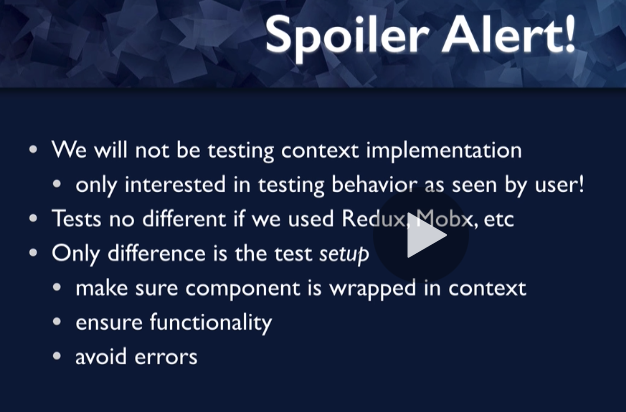 Spoiler Alert!
• We will not be testing context implementation
• only interested in testing behavior as seen by user!
• Tests no different if we used Redux, Mobx, etc
• Only difference is the test setup
• make sure component is wrapped in context
• ensure functionality
• avoid errors